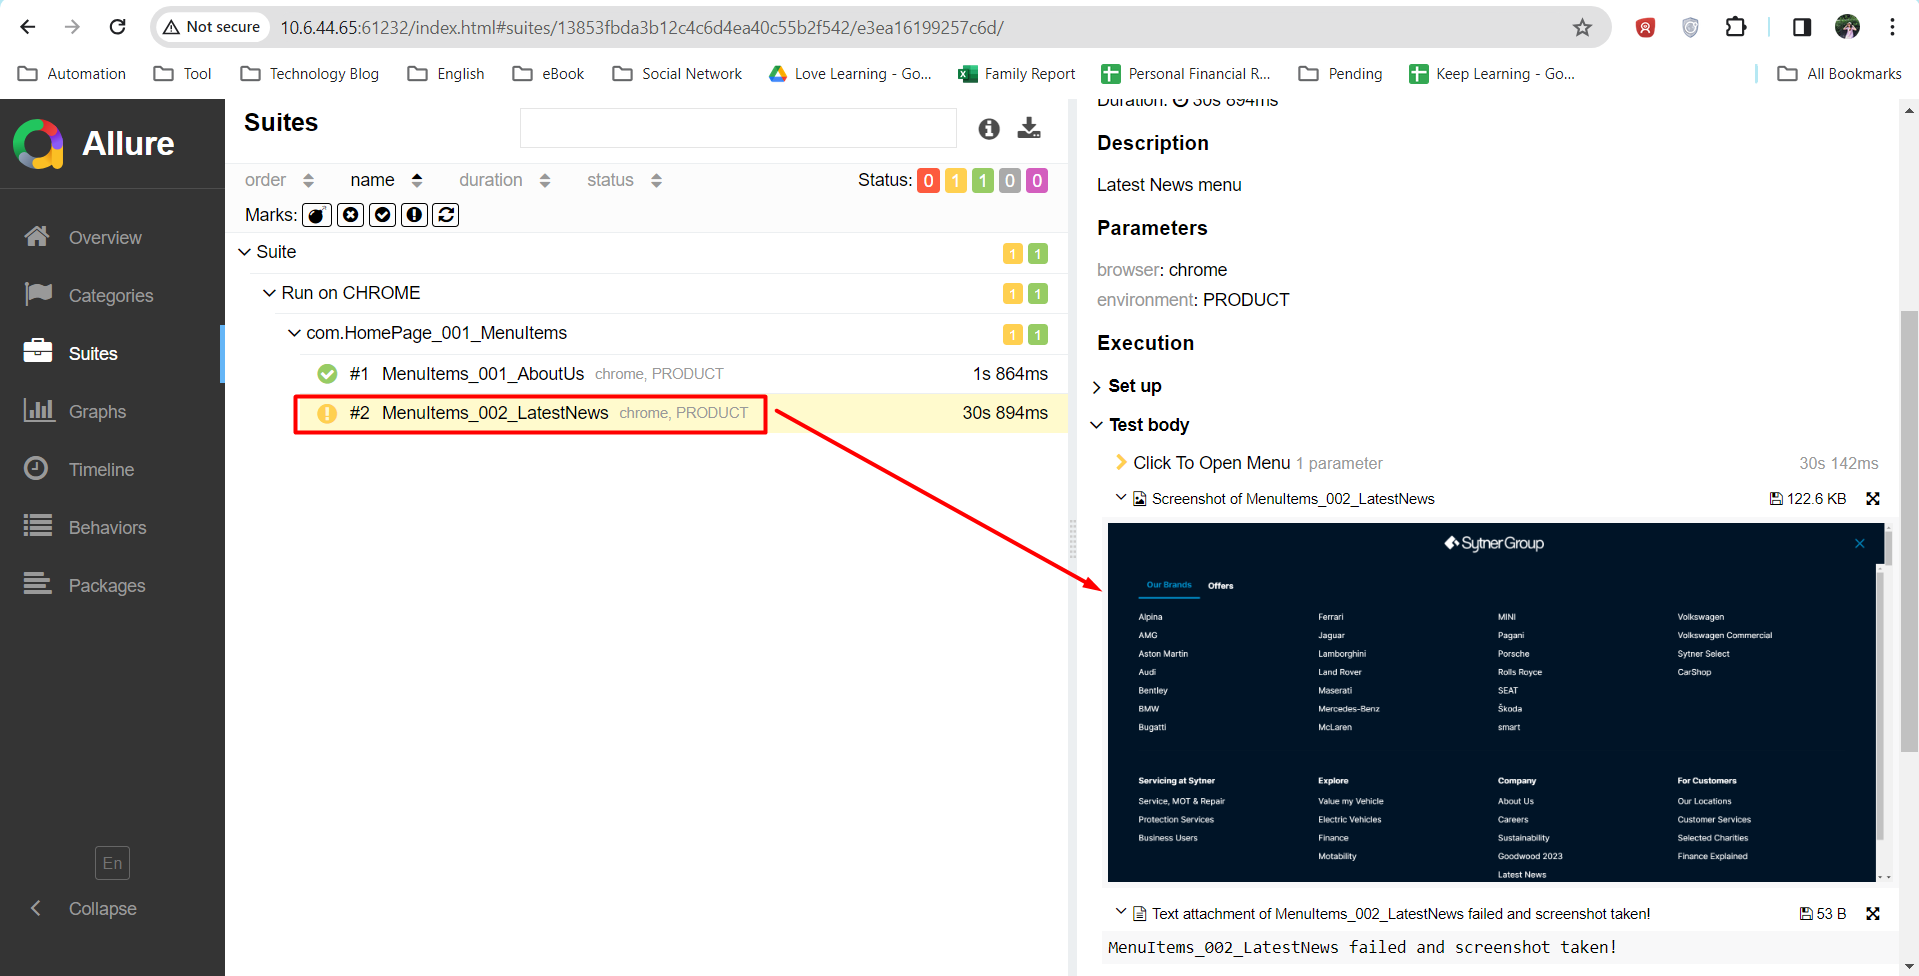 Not secure 10.6.44.65:61232/index.html#suites/13853fbda3b12c4c6d4ea40c55b2f542/e3ea16199257c6d/
Automation Tool Technology Blog English eBook Social Network Love Learning - Go... Family Report Personal Financial R... Pending Keep Learning - Go... All Bookmarks
Allure
Overview
Categories
Suites
Graphs
Timeline
Behaviors
Packages
En
Collapse
Suites
order name duration status Status: 0 1 1 0 0
Marks:
Suite 1 1
Run on CHROME 1 1
com.HomePage_001_MenuItems 1 1
#1 MenuItems_001_AboutUs chrome, PRODUCT 1s 864ms
#2 MenuItems_002_LatestNews chrome, PRODUCT 30s 894ms
Duration: 30s 894ms
Description
Latest News menu
Parameters
browser: chrome
environment: PRODUCT
Execution
Set up
Test body
Click To Open Menu 1 parameter 30s 142ms
Screenshot of MenuItems_002_LatestNews 122.6 KB
Sytner Group
Our Brands Offers
Alpina Ferrari MINI Volkswagen
AMG Jaguar Pagani Volkswagen Commercial
Aston Martin Lamborghini Porsche Sytner Select
Audi Land Rover Rolls Royce CarShop
Bentley Maserati SEAT
BMW Mercedes-Benz Škoda
Bugatti McLaren smart
Servicing at Sytner Explore Company For Customers
Service, MOT & Repair Value my Vehicle About Us Our Locations
Protection Services Electric Vehicles Careers Customer Services
Business Users Finance Sustainability Selected Charities
Motability Goodwood 2023 Finance Explained
Latest News
Text attachment of MenuItems_002_LatestNews failed and screenshot taken! 53 B
MenuItems_002_LatestNews failed and screenshot taken!